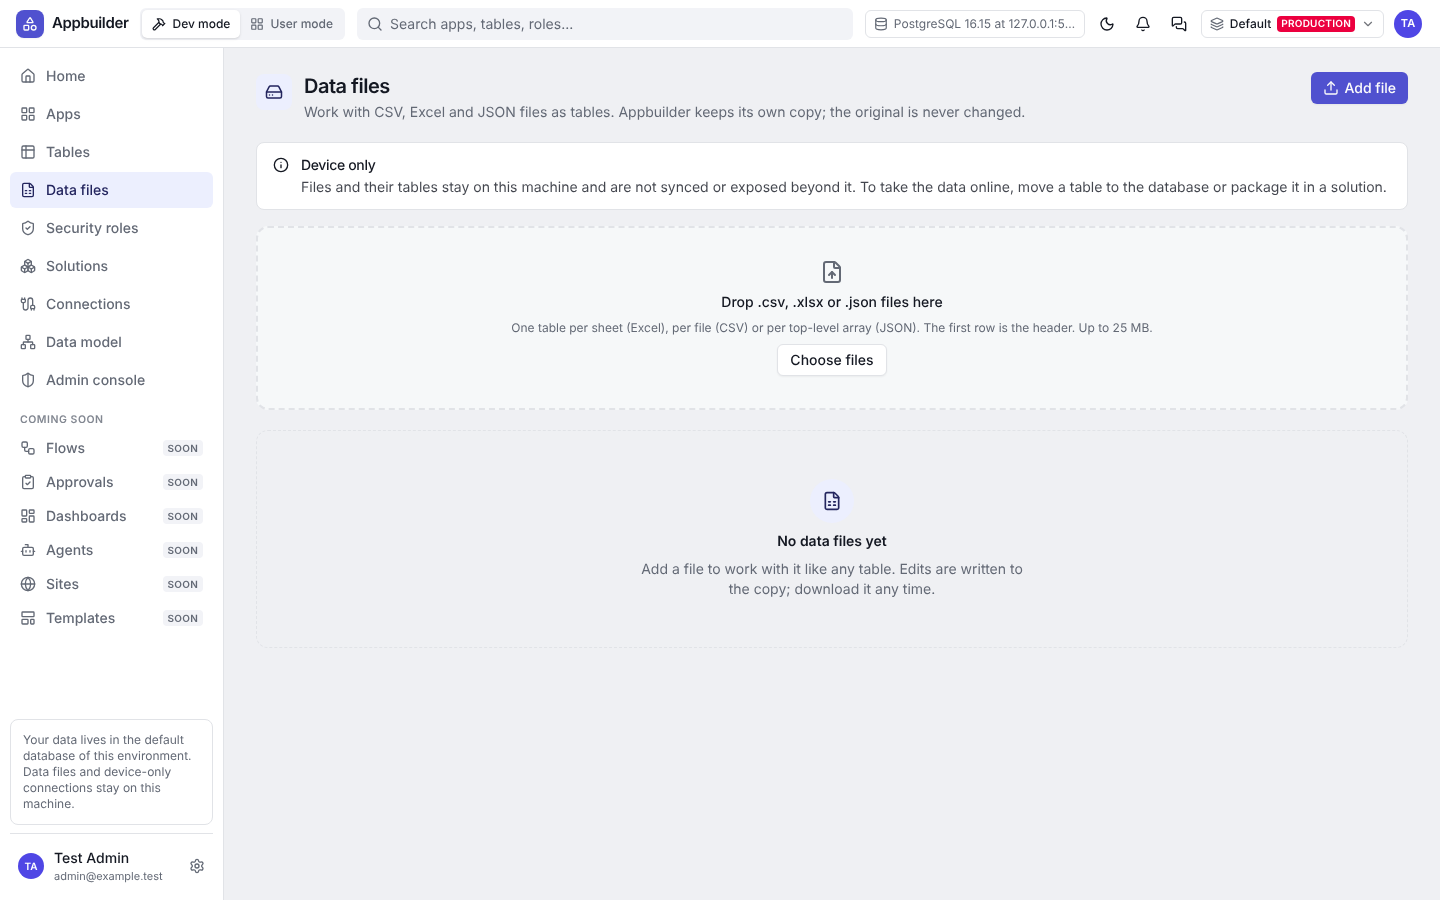 Appbuilder
Dev mode
User mode
Search apps, tables, roles...
PostgreSQL 16.15 at 127.0.0.1:5...
Default
PRODUCTION
TA
Home
Apps
Tables
Data files
Security roles
Solutions
Connections
Data model
Admin console
COMING SOON
Flows SOON
Approvals SOON
Dashboards SOON
Agents SOON
Sites SOON
Templates SOON
Your data lives in the default
database of this environment.
Data files and device-only
connections stay on this
machine.
TA
Test Admin
admin@example.test
Data files
Work with CSV, Excel and JSON files as tables. Appbuilder keeps its own copy; the original is never changed.
Add file
Device only
Files and their tables stay on this machine and are not synced or exposed beyond it. To take the data online, move a table to the database or package it in a solution.
Drop .csv, .xlsx or .json files here
One table per sheet (Excel), per file (CSV) or per top-level array (JSON). The first row is the header. Up to 25 MB.
Choose files
No data files yet
Add a file to work with it like any table. Edits are written to
the copy; download it any time.